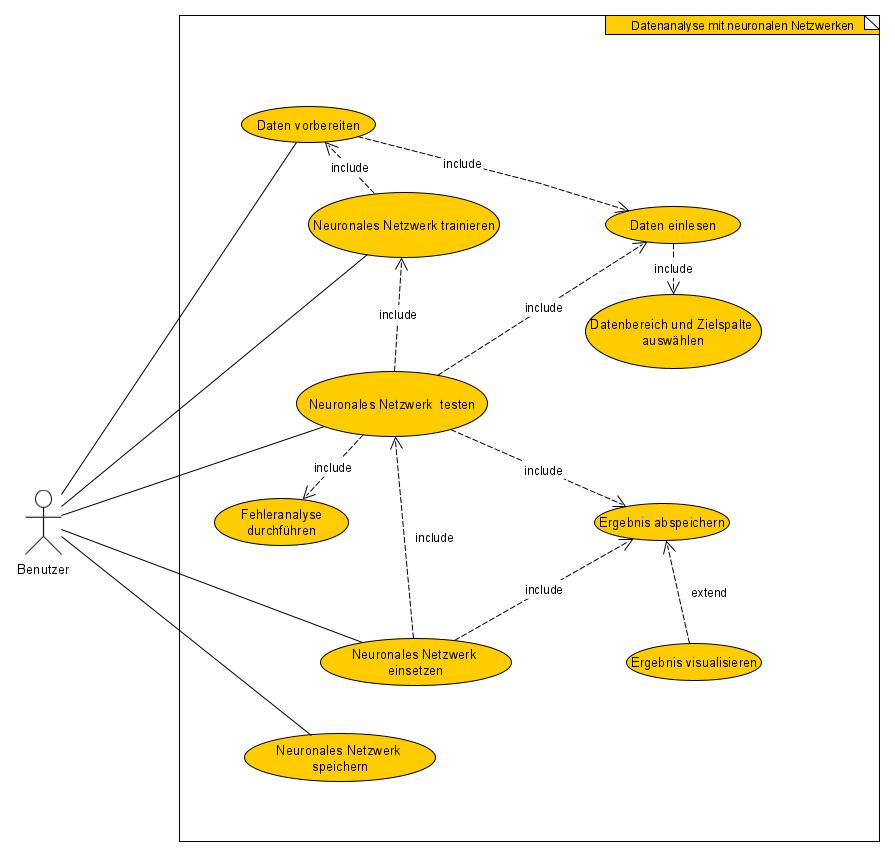 Datenanalyse mit neuronalen Netzwerken
Daten vorbereiten
include
include
Neuronales Netzwerk trainieren
Daten einlesen
include
include
include
Datenbereich und Zielspalte
auswählen
Neuronales Netzwerk testen
include
include
Fehleranalyse
durchführen
Ergebnis abspeichern
include
Benutzer
include
extend
Neuronales Netzwerk
einsetzen
Ergebnis visualisieren
Neuronales Netzwerk
speichern